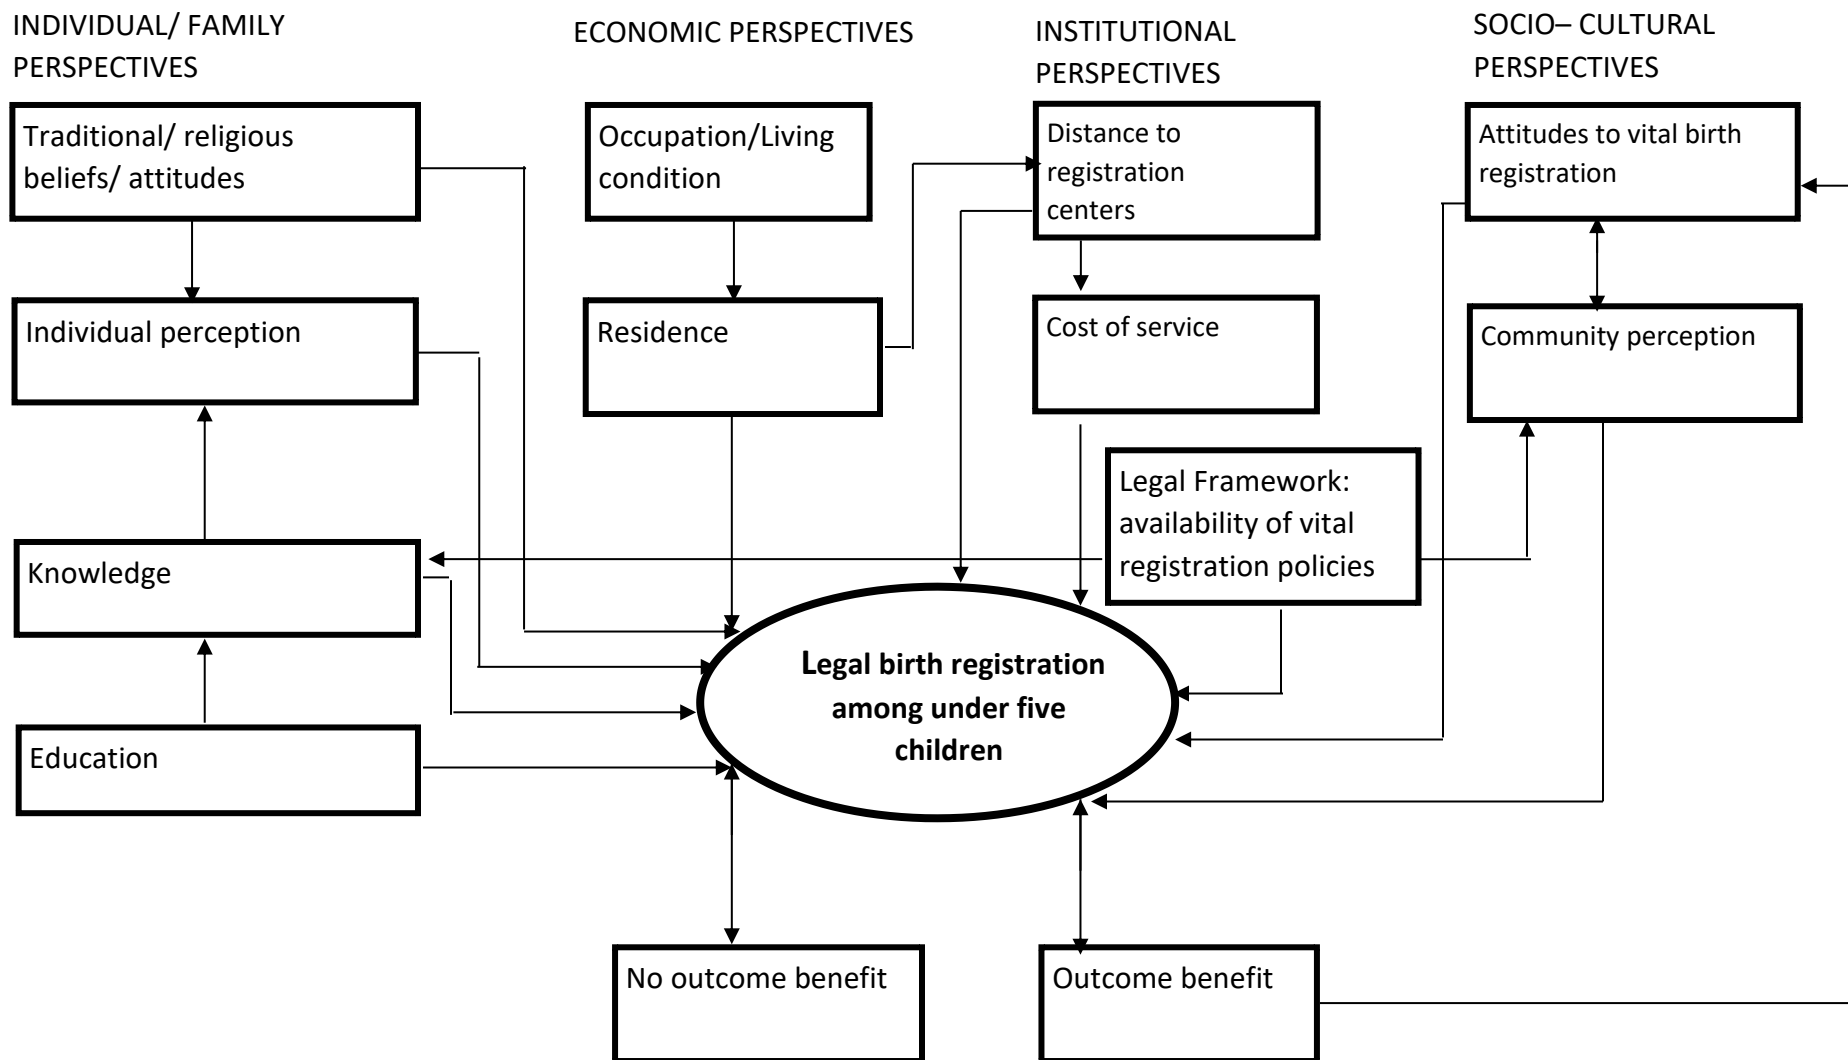 INDIVIDUAL/ FAMILY
PERSPECTIVES
ECONOMIC PERSPECTIVES
INSTITUTIONAL
PERSPECTIVES
SOCIO– CULTURAL
PERSPECTIVES
Traditional/ religious
beliefs/ attitudes
Occupation/Living
condition
Distance to
registration
centers
Attitudes to vital birth
registration
Individual perception
Residence
Cost of service
Community perception
Legal Framework:
availability of vital
registration policies
Knowledge
Legal birth registration
among under five
children
Education
No outcome benefit
Outcome benefit